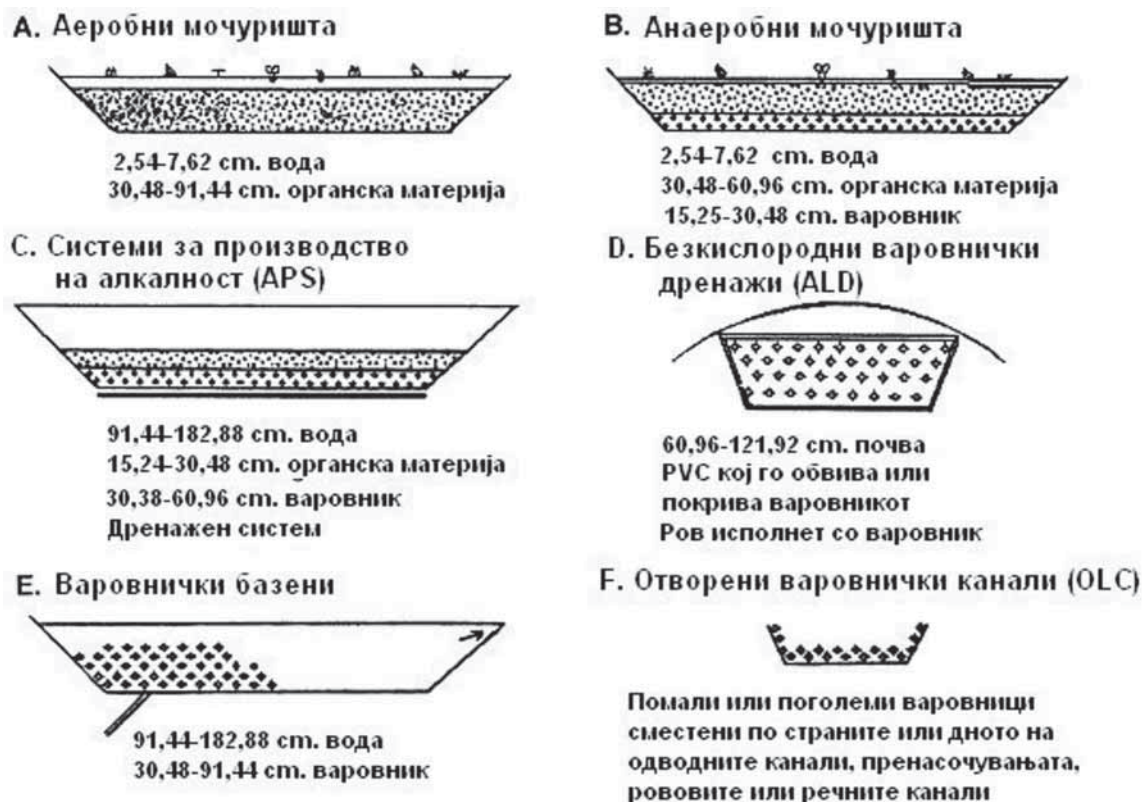 A. Аеробни мочуришта
2,54-7,62 cm. вода
30,48-91,44 cm. органска материја
B. Анаеробни мочуришта
2,54-7,62 cm. вода
30,48-60,96 cm. органска материја
15,25-30,48 cm. варовник
C. Системи за производство
на алкалност (APS)
91,44-182,88 cm. вода
15,24-30,48 cm. органска материја
30,38-60,96 cm. варовник
Дренажен систем
D. Безкислородни варовнички
дренажи (ALD)
60,96-121,92 cm. почва
PVC кој го обвива или
покрива варовникот
Ров исполнет со варовник
E. Варовнички базени
91,44-182,88 cm. вода
30,48-91,44 cm. варовник
F. Отворени варовнички канали (OLC)
Помали или поголеми варовници
сместени по страните или дното на
одводните канали, пренасочувањата,
рововите или речните канали